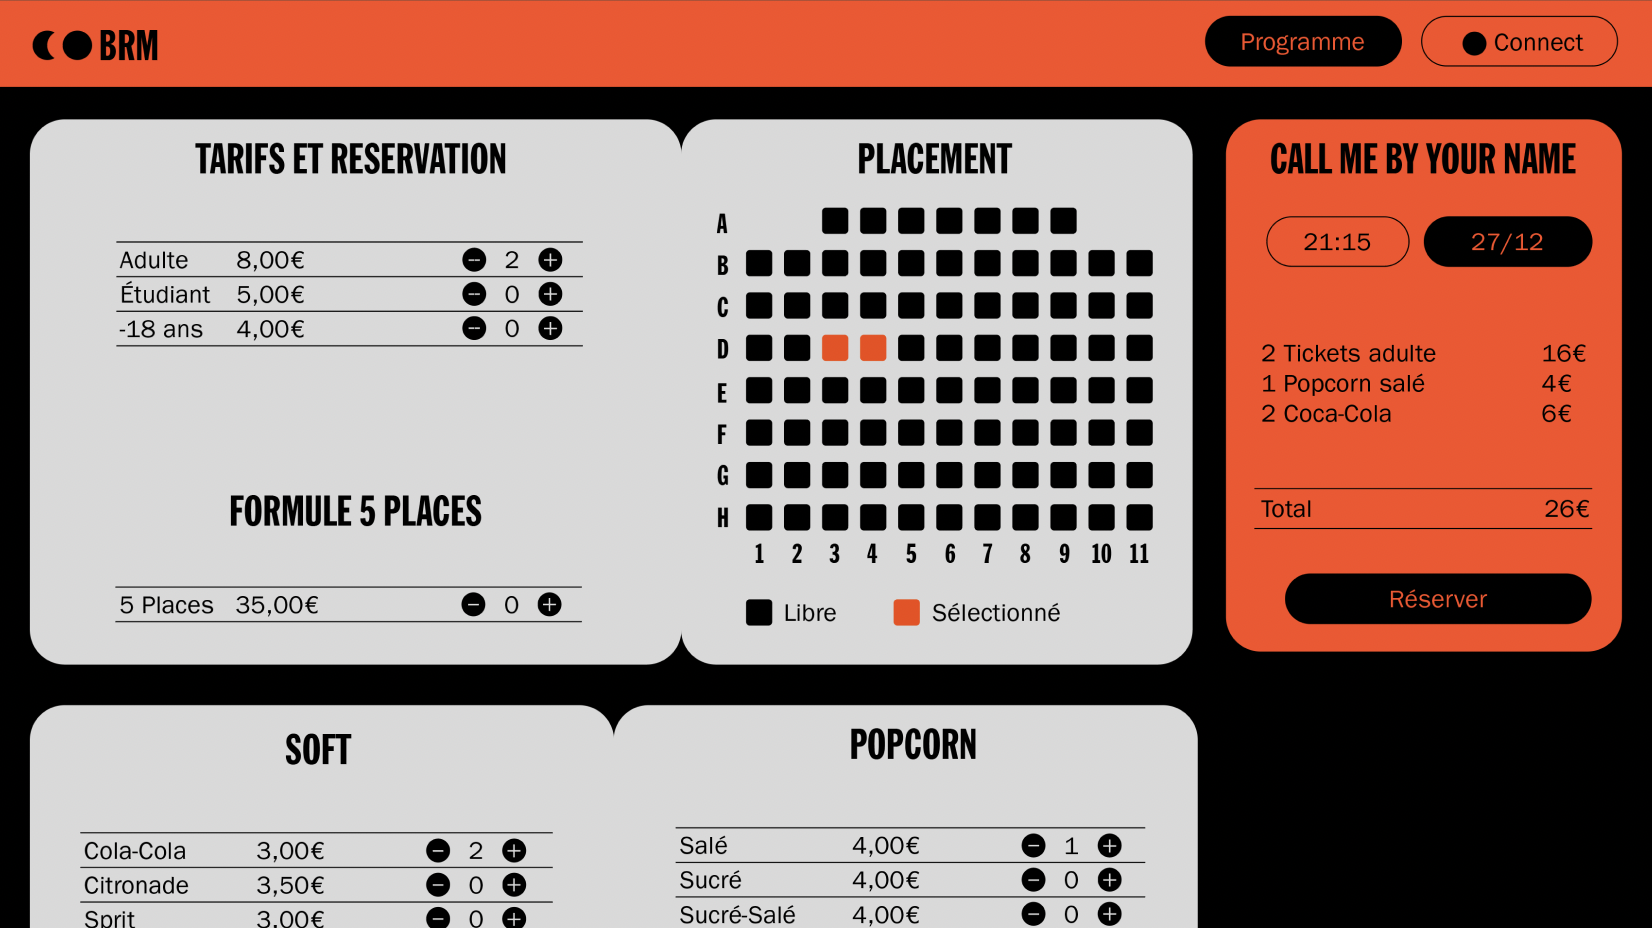 BRM
Programme
Connect
TARIFS ET RESERVATION
Adulte 8,00€ 2
Étudiant 5,00€ 0
-18 ans 4,00€ 0
FORMULE 5 PLACES
5 Places 35,00€ 0
PLACEMENT
A
B
C
D
E
F
G
H
1 2 3 4 5 6 7 8 9 10 11
Libre Sélectionné
CALL ME BY YOUR NAME
21:15 27/12
2 Tickets adulte 16€
1 Popcorn salé 4€
2 Coca-Cola 6€
Total 26€
Réserver
SOFT
Cola-Cola 3,00€ 2
Citronade 3,50€ 0
Sprit 3,00€ 0
POPCORN
Salé 4,00€ 1
Sucré 4,00€ 0
Sucré-Salé 4,00€ 0